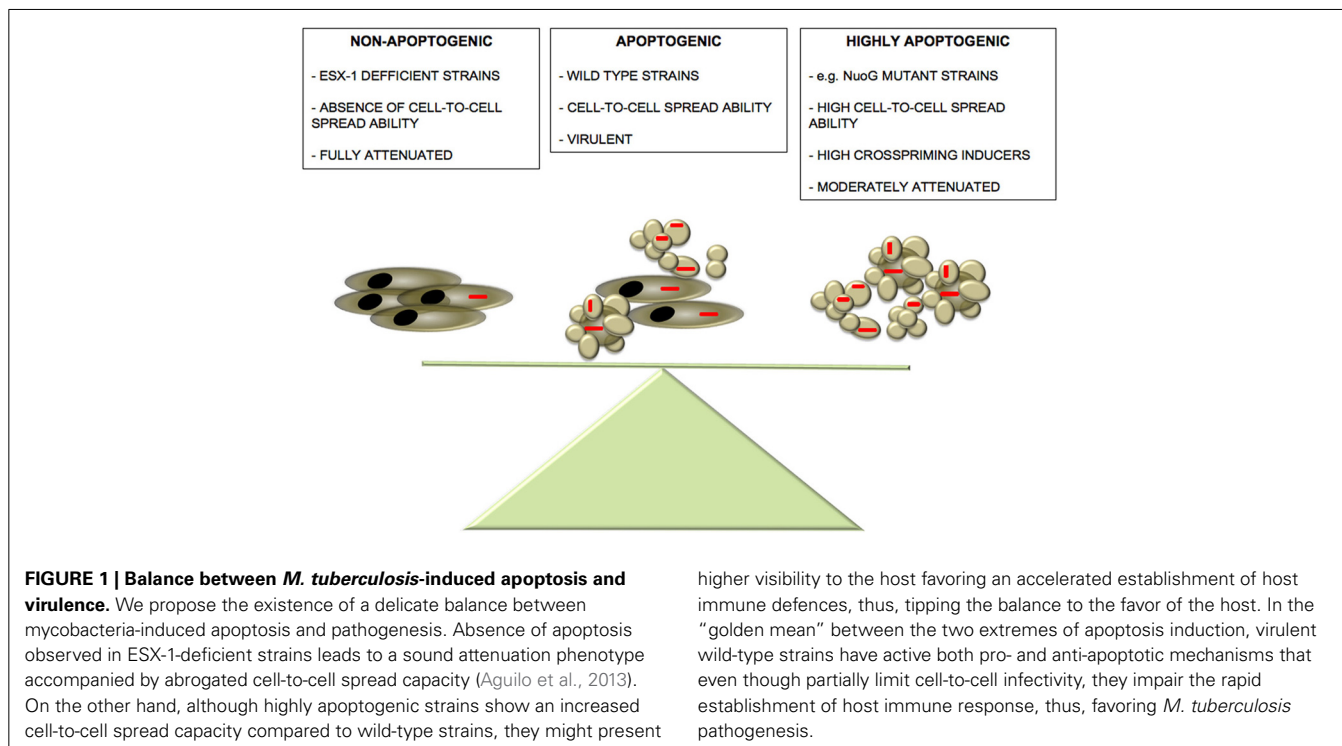 NON-APOPTOGENIC
- ESX-1 DEFFICIENT STRAINS
- ABSENCE OF CELL-TO-CELL
SPREAD ABILITY
- FULLY ATTENUATED
APOPTOGENIC
- WILD TYPE STRAINS
- CELL-TO-CELL SPREAD ABILITY
- VIRULENT
HIGHLY APOPTOGENIC
- e.g. NuoG MUTANT STRAINS
- HIGH CELL-TO-CELL SPREAD
ABILITY
- HIGH CROSSPRIMING INDUCERS
- MODERATELY ATTENUATED
FIGURE 1 | Balance between M. tuberculosis-induced apoptosis and
virulence. We propose the existence of a delicate balance between
mycobacteria-induced apoptosis and pathogenesis. Absence of apoptosis
observed in ESX-1-deficient strains leads to a sound attenuation phenotype
accompanied by abrogated cell-to-cell spread capacity (Aguilo et al., 2013).
On the other hand, although highly apoptogenic strains show an increased
cell-to-cell spread capacity compared to wild-type strains, they might present
higher visibility to the host favoring an accelerated establishment of host
immune defences, thus, tipping the balance to the favor of the host. In the
“golden mean” between the two extremes of apoptosis induction, virulent
wild-type strains have active both pro- and anti-apoptotic mechanisms that
even though partially limit cell-to-cell infectivity, they impair the rapid
establishment of host immune response, thus, favoring M. tuberculosis
pathogenesis.